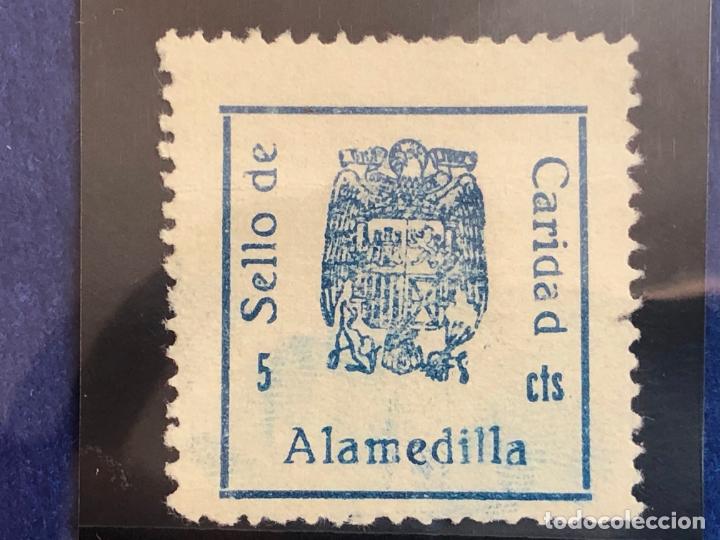 Sello de
Caridad
5
cts
Alamedilla
todocoleccion